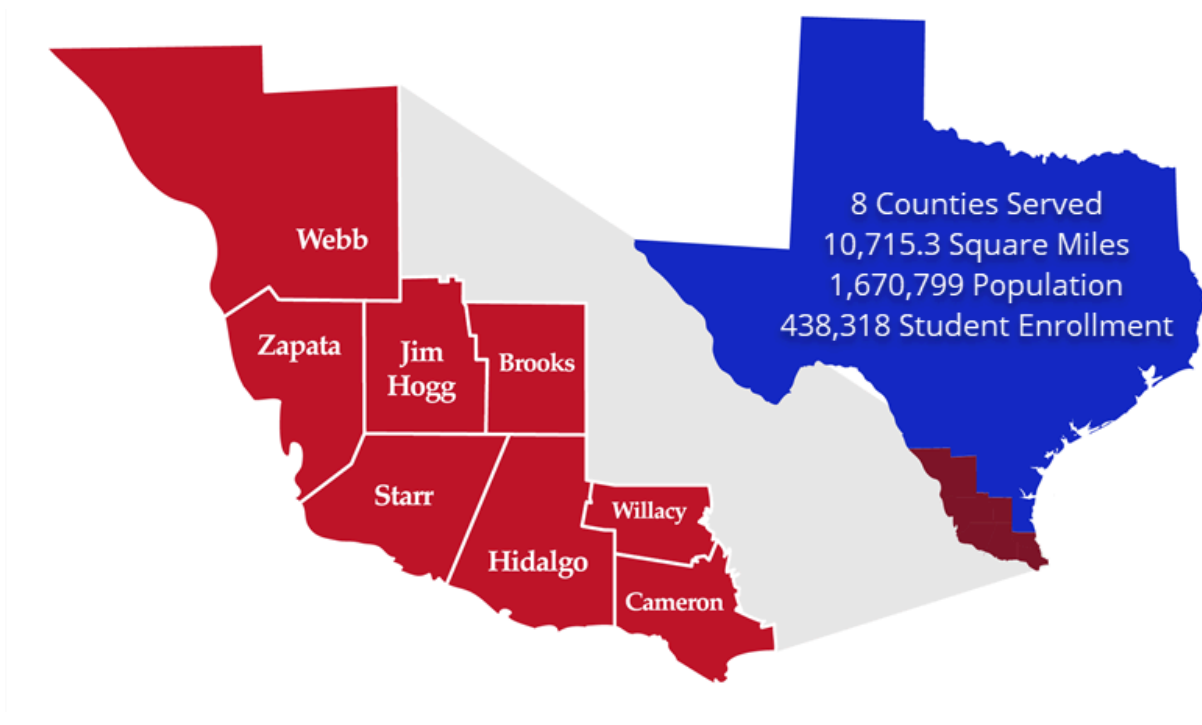 8 Counties Served
10,715.3 Square Miles
1,670,799 Population
438,318 Student Enrollment
Webb
Zapata
Jim
Hogg
Brooks
Starr
Hidalgo
Willacy
Cameron